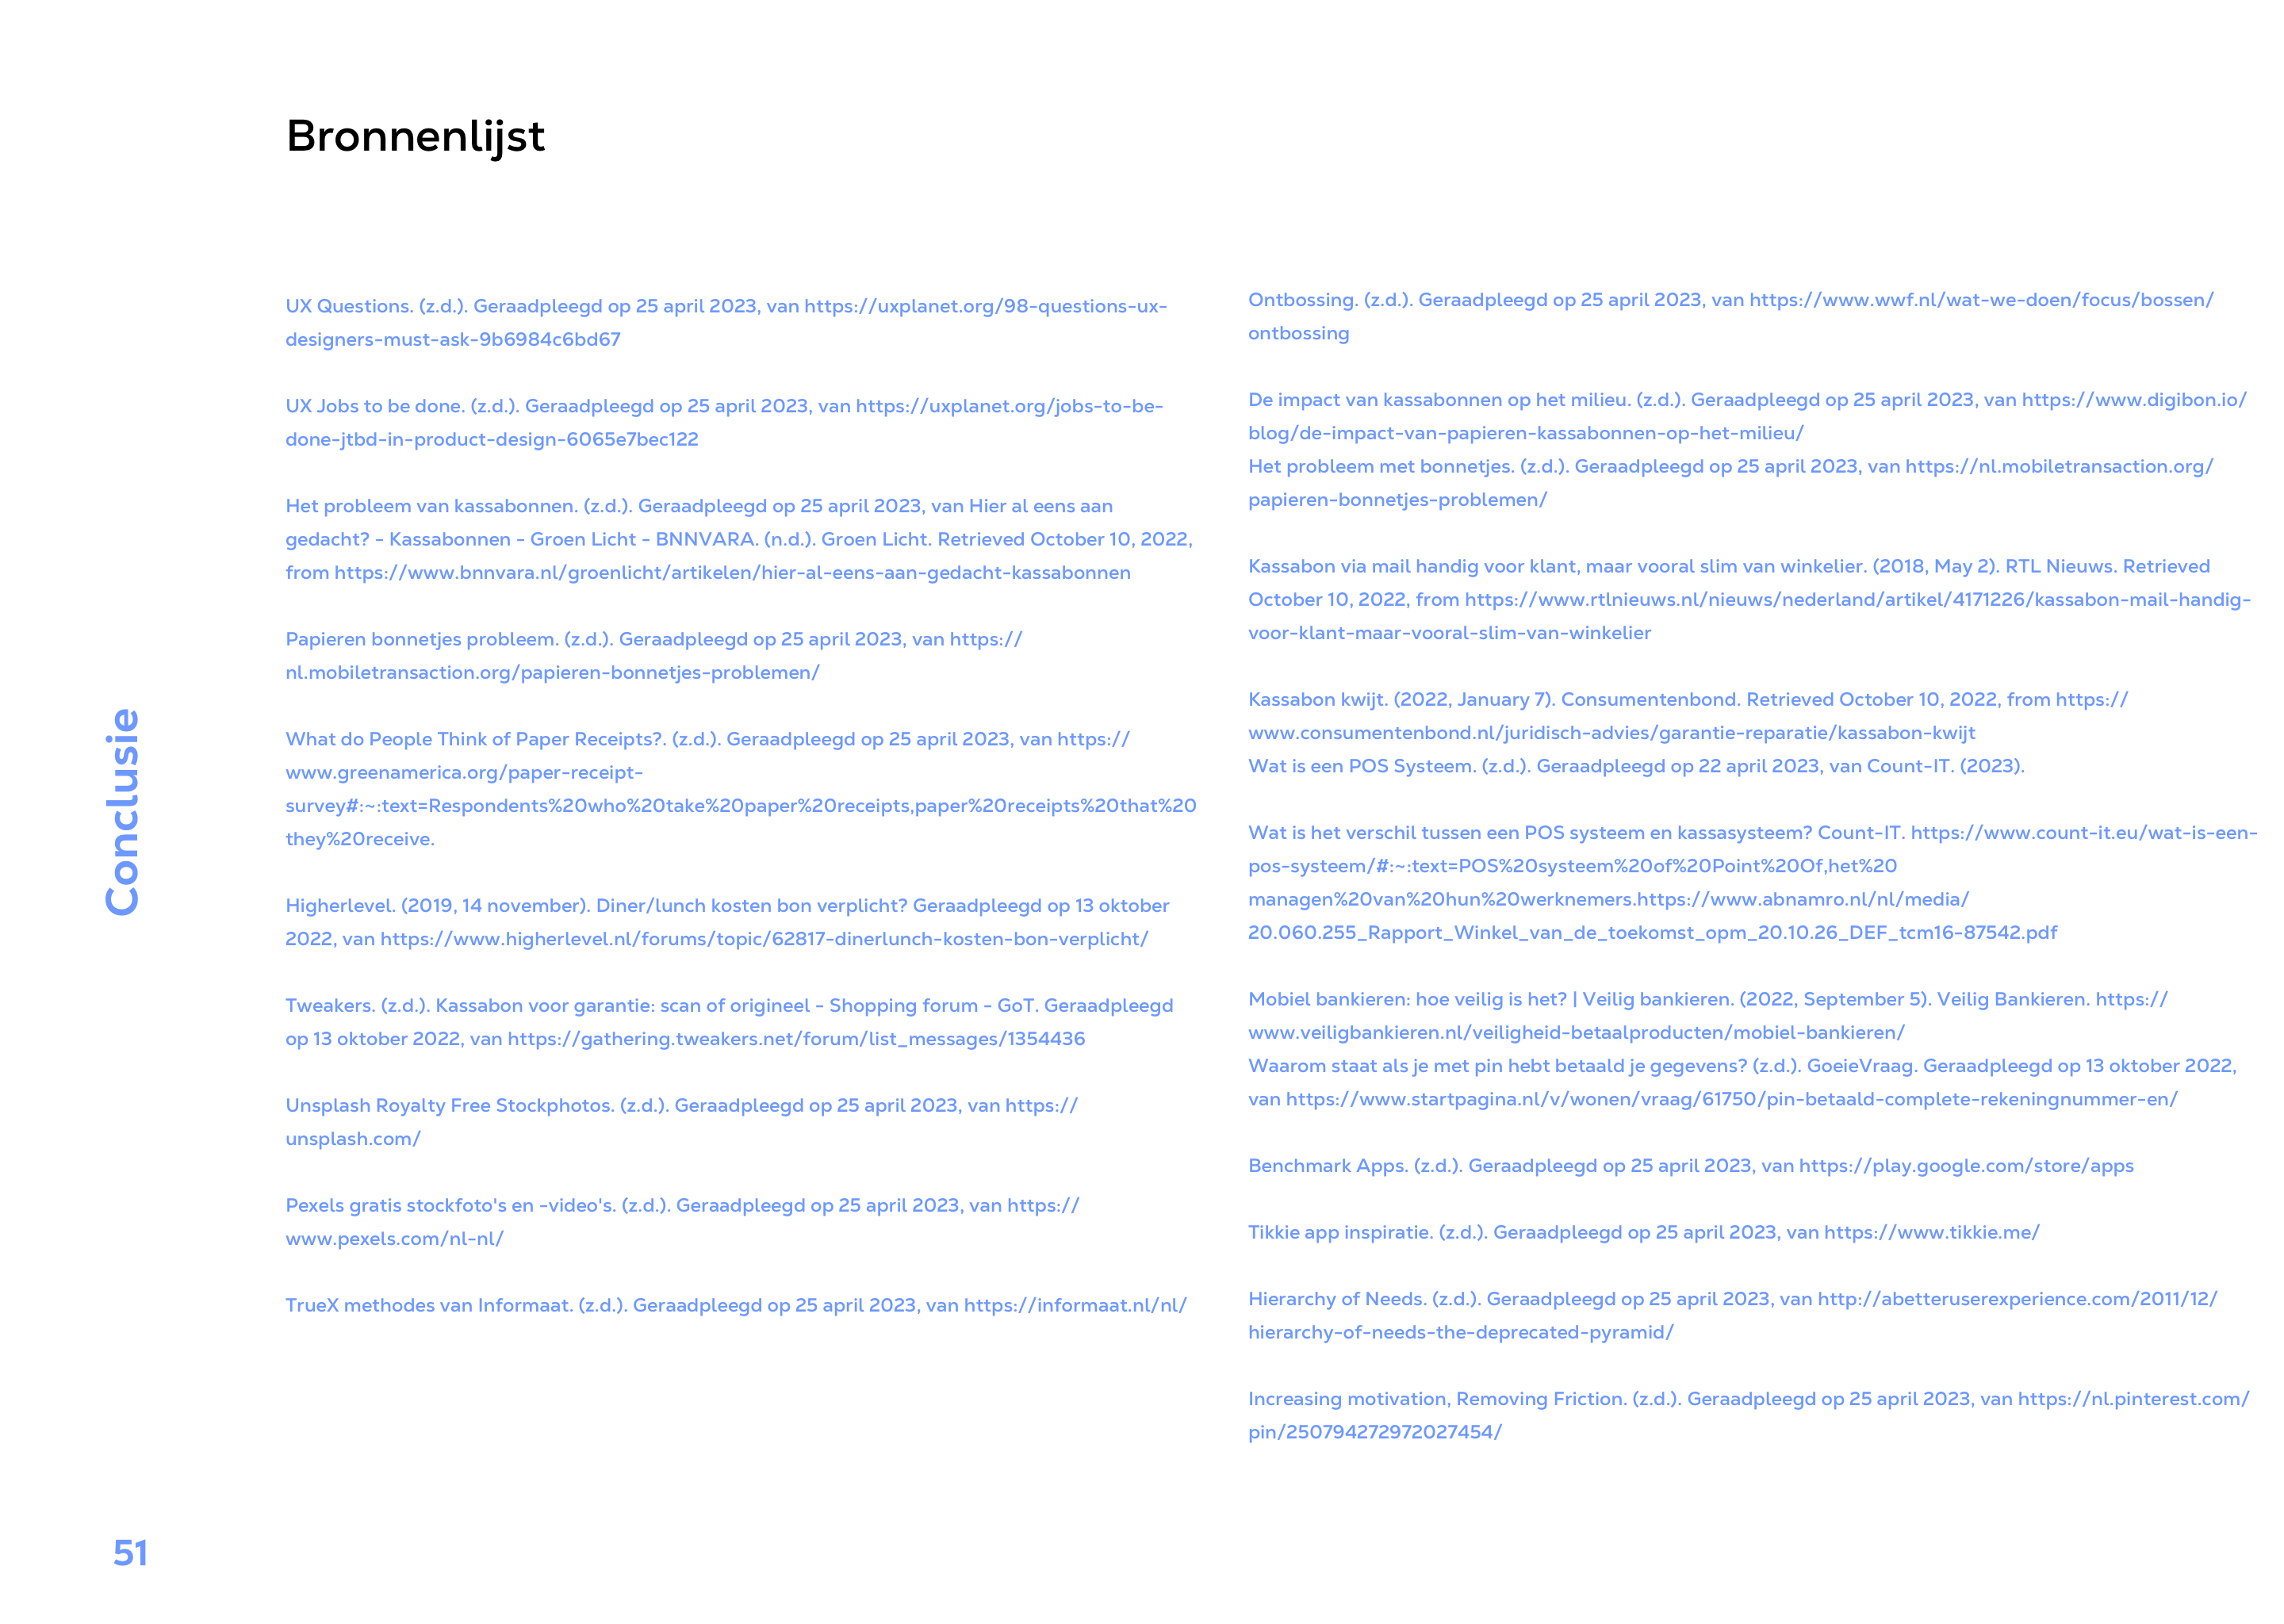 Bronnenlijst
UX Questions. (z.d.). Geraadpleegd op 25 april 2023, van https://uxplanet.org/98-questions-ux-
designers-must-ask-9b6984c6bd67
UX Jobs to be done. (z.d.). Geraadpleegd op 25 april 2023, van https://uxplanet.org/jobs-to-be-
done-jtbd-in-product-design-6065e7bec122
Het probleem van kassabonnen. (z.d.). Geraadpleegd op 25 april 2023, van Hier al eens aan
gedacht? - Kassabonnen - Groen Licht - BNNVARA. (n.d.). Groen Licht. Retrieved October 10, 2022,
from https://www.bnnvara.nl/groenlicht/artikelen/hier-al-eens-aan-gedacht-kassabonnen
Papieren bonnetjes probleem. (z.d.). Geraadpleegd op 25 april 2023, van https://
nl.mobiletransaction.org/papieren-bonnetjes-problemen/
What do People Think of Paper Receipts?. (z.d.). Geraadpleegd op 25 april 2023, van https://
www.greenamerica.org/paper-receipt-
survey#:~:text=Respondents%20who%20take%20paper%20receipts,paper%20receipts%20that%20
they%20receive.
Higherlevel. (2019, 14 november). Diner/lunch kosten bon verplicht? Geraadpleegd op 13 oktober
2022, van https://www.higherlevel.nl/forums/topic/62817-dinerlunch-kosten-bon-verplicht/
Tweakers. (z.d.). Kassabon voor garantie: scan of origineel - Shopping forum - GoT. Geraadpleegd
op 13 oktober 2022, van https://gathering.tweakers.net/forum/list_messages/1354436
Unsplash Royalty Free Stockphotos. (z.d.). Geraadpleegd op 25 april 2023, van https://
unsplash.com/
Pexels gratis stockfoto's en -video's. (z.d.). Geraadpleegd op 25 april 2023, van https://
www.pexels.com/nl-nl/
TrueX methodes van Informaat. (z.d.). Geraadpleegd op 25 april 2023, van https://informaat.nl/nl/
Ontbossing. (z.d.). Geraadpleegd op 25 april 2023, van https://www.wwf.nl/wat-we-doen/focus/bossen/
ontbossing
De impact van kassabonnen op het milieu. (z.d.). Geraadpleegd op 25 april 2023, van https://www.digibon.io/
blog/de-impact-van-papieren-kassabonnen-op-het-milieu/
Het probleem met bonnetjes. (z.d.). Geraadpleegd op 25 april 2023, van https://nl.mobiletransaction.org/
papieren-bonnetjes-problemen/
Kassabon via mail handig voor klant, maar vooral slim van winkelier. (2018, May 2). RTL Nieuws. Retrieved
October 10, 2022, from https://www.rtlnieuws.nl/nieuws/nederland/artikel/4171226/kassabon-mail-handig-
voor-klant-maar-vooral-slim-van-winkelier
Kassabon kwijt. (2022, January 7). Consumentenbond. Retrieved October 10, 2022, from https://
www.consumentenbond.nl/juridisch-advies/garantie-reparatie/kassabon-kwijt
Wat is een POS Systeem. (z.d.). Geraadpleegd op 22 april 2023, van Count-IT. (2023).
Wat is het verschil tussen een POS systeem en kassasysteem? Count-IT. https://www.count-it.eu/wat-is-een-
pos-systeem/#:~:text=POS%20systeem%20of%20Point%20Of,het%20
managen%20van%20hun%20werknemers.https://www.abnamro.nl/nl/media/
20.060.255_Rapport_Winkel_van_de_toekomst_opm_20.10.26_DEF_tcm16-87542.pdf
Mobiel bankieren: hoe veilig is het? | Veilig bankieren. (2022, September 5). Veilig Bankieren. https://
www.veiligbankieren.nl/veiligheid-betaalproducten/mobiel-bankieren/
Waarom staat als je met pin hebt betaald je gegevens? (z.d.). GoeieVraag. Geraadpleegd op 13 oktober 2022,
van https://www.startpagina.nl/v/wonen/vraag/61750/pin-betaald-complete-rekeningnummer-en/
Benchmark Apps. (z.d.). Geraadpleegd op 25 april 2023, van https://play.google.com/store/apps
Tikkie app inspiratie. (z.d.). Geraadpleegd op 25 april 2023, van https://www.tikkie.me/
Hierarchy of Needs. (z.d.). Geraadpleegd op 25 april 2023, van http://abetteruserexperience.com/2011/12/
hierarchy-of-needs-the-deprecated-pyramid/
Increasing motivation, Removing Friction. (z.d.). Geraadpleegd op 25 april 2023, van https://nl.pinterest.com/
pin/250794272972027454/
Conclusie
51